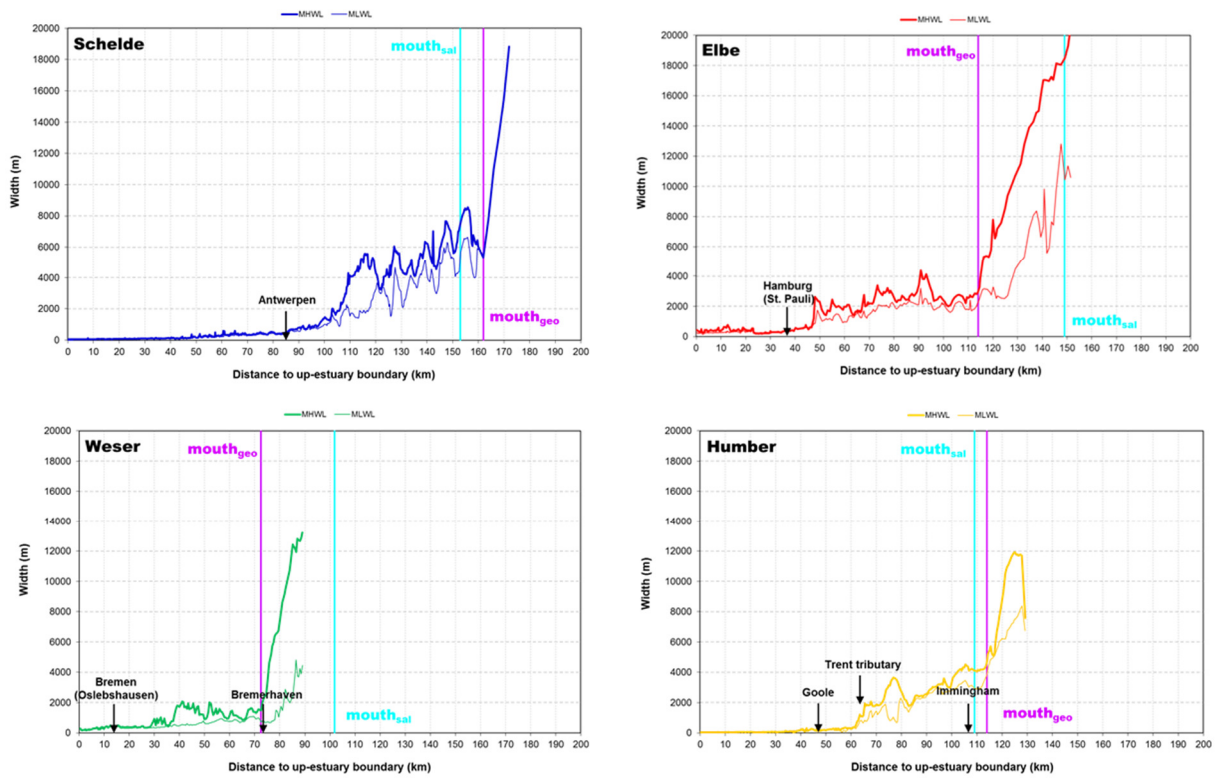 MHWL MLWL
Schelde
mouthsal
Antwerpen
mouthgeo
Width (m)
20000
18000
16000
14000
12000
10000
8000
6000
4000
2000
0
0 10 20 30 40 50 60 70 80 90 100 110 120 130 140 150 160 170 180 190 200
Distance to up-estuary boundary (km)
MHWL MLWL
Elbe
mouthgeo
Hamburg
(St. Pauli)
mouthsal
Width (m)
20000
18000
16000
14000
12000
10000
8000
6000
4000
2000
0
0 10 20 30 40 50 60 70 80 90 100 110 120 130 140 150 160 170 180 190 200
Distance to up-estuary boundary (km)
MHWL MLWL
Weser
mouthgeo
Bremen
(Oslebshausen)
Bremerhaven
mouthsal
Width (m)
20000
18000
16000
14000
12000
10000
8000
6000
4000
2000
0
0 10 20 30 40 50 60 70 80 90 100 110 120 130 140 150 160 170 180 190 200
Distance to up-estuary boundary (km)
MHWL MLWL
Humber
mouthsal
Trent tributary
Goole
Immingham
mouthgeo
Width (m)
20000
18000
16000
14000
12000
10000
8000
6000
4000
2000
0
0 10 20 30 40 50 60 70 80 90 100 110 120 130 140 150 160 170 180 190 200
Distance to up-estuary boundary (km)